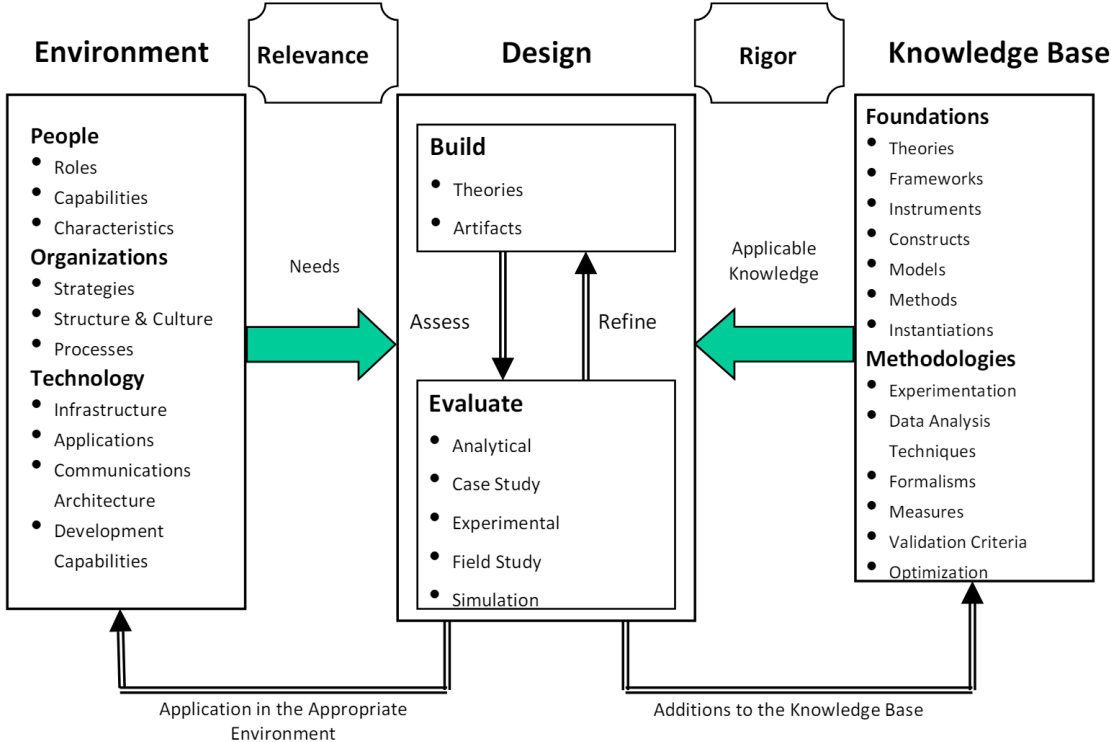 Environment
Relevance
Design
Rigor
Knowledge Base
People
• Roles
• Capabilities
• Characteristics
Organizations
• Strategies
• Structure & Culture
• Processes
Technology
• Infrastructure
• Applications
• Communications
Architecture
• Development
Capabilities
Needs
Build
• Theories
• Artifacts
Assess
Refine
Evaluate
• Analytical
• Case Study
• Experimental
• Field Study
• Simulation
Applicable
Knowledge
Foundations
• Theories
• Frameworks
• Instruments
• Constructs
• Models
• Methods
• Instantiations
Methodologies
• Experimentation
• Data Analysis
Techniques
• Formalisms
• Measures
• Validation Criteria
• Optimization
Application in the Appropriate
Environment
Additions to the Knowledge Base